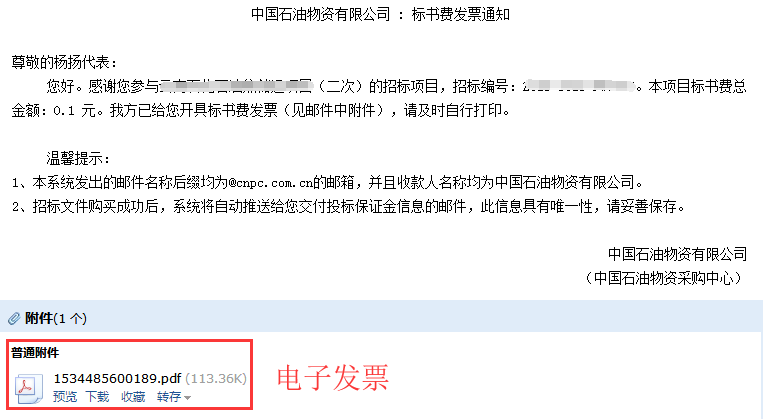 中国石油物资有限公司 : 标书费发票通知
尊敬的杨扬代表:
您好。感谢您参与（二次）的招标项目，招标编号：。本项目标书费总
金额: 0.1 元。我方已给您开具标书费发票（见邮件中附件），请及时自行打印。
温馨提示:
1、本系统发出的邮件名称后缀均为@cnpc.com.cn的邮箱，并且收款人名称均为中国石油物资有限公司。
2、招标文件购买成功后，系统将自动推送给您交付投标保证金信息的邮件，此信息具有唯一性，请妥善保存。
中国石油物资有限公司
（中国石油物资采购中心）
附件(1 个)
普通附件
1534485600189.pdf (113.36K)
预览 下载 收藏 转存
电子发票